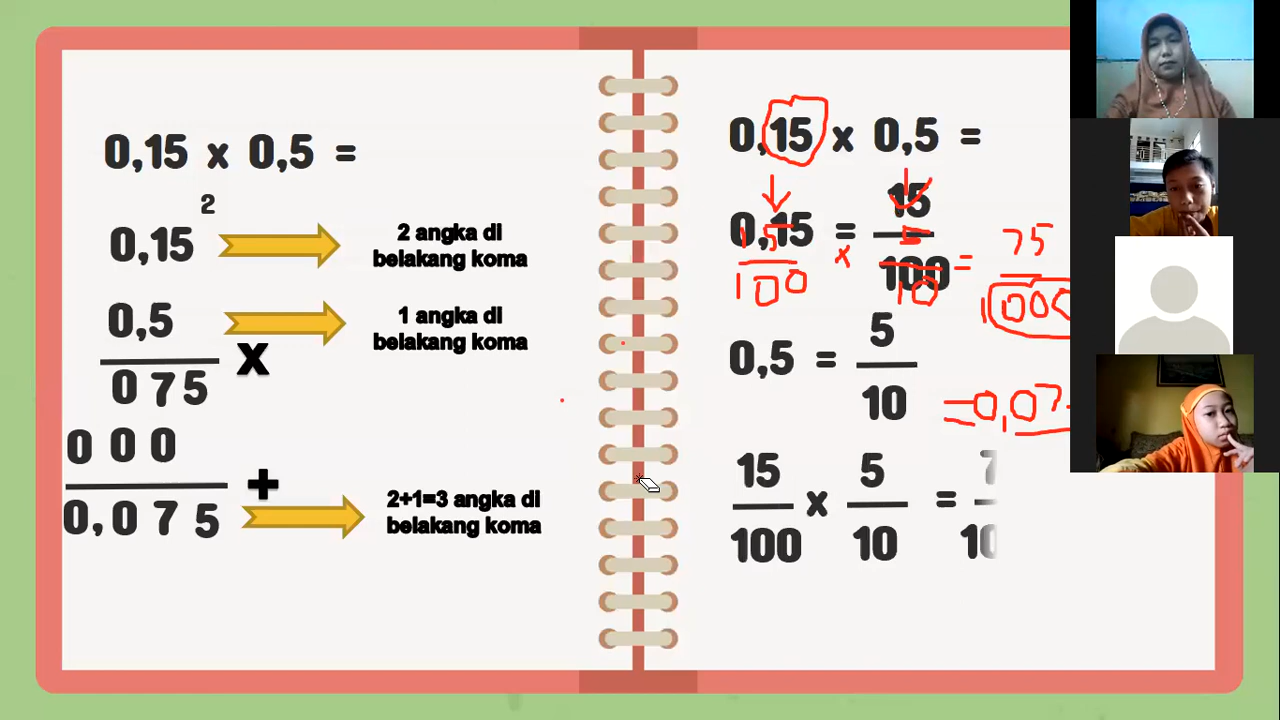 0,15 x 0,5 =
2
0,15
2 angka di
belakang koma
0,5
1 angka di
belakang koma
x
0 7 5
0 0 0
+
0, 0 7 5
2+1=3 angka di
belakang koma
0,15 x 0,5 =
0,15 = 15/100
15/100 x 5/10 = 75/1000
0,5 = 5/10
=0,07
15/100 x 5/10 =